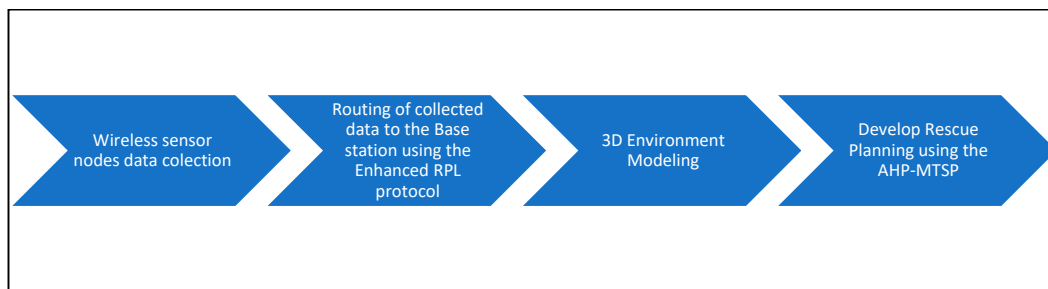 Wireless sensor
nodes data colection
Routing of collected
data to the Base
station using the
Enhanced RPL
protocol
3D Environment
Modeling
Develop Rescue
Planning using the
AHP-MTSP